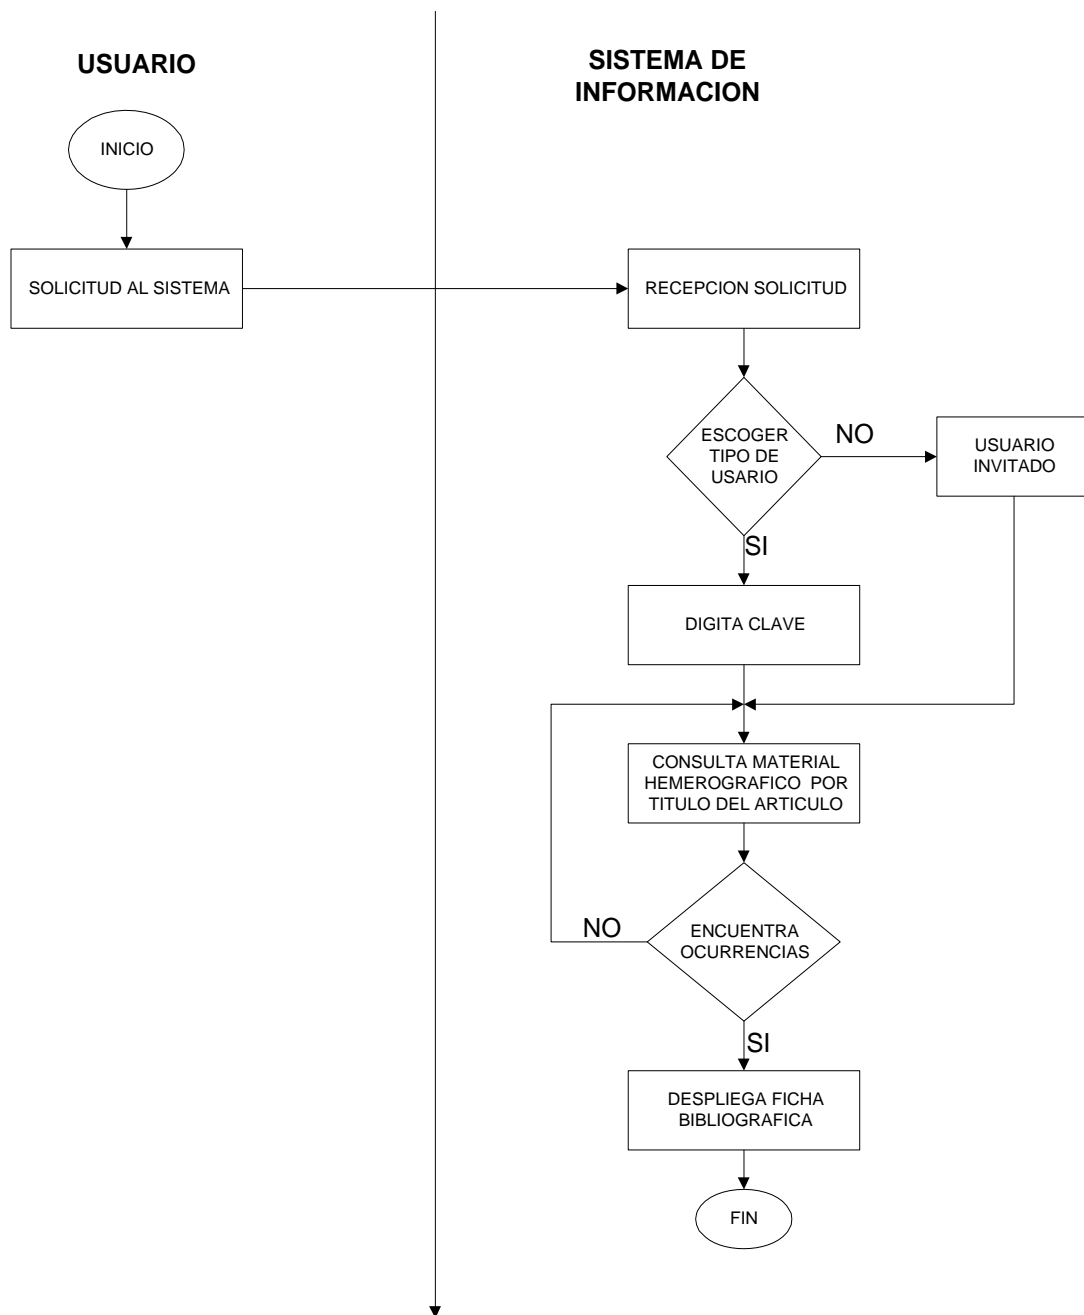 USUARIO
SISTEMA DE
INFORMACION
INICIO
SOLICITUD AL SISTEMA
RECEPCION SOLICITUD
ESCOGER
TIPO DE
USARIO
NO
USUARIO
INVITADO
SI
DIGITA CLAVE
CONSULTA MATERIAL
HEMEROGRAFICO POR
TITULO DEL ARTICULO
NO
ENCUENTRA
OCURRENCIAS
SI
DESPLIEGA FICHA
BIBLIOGRAFICA
FIN